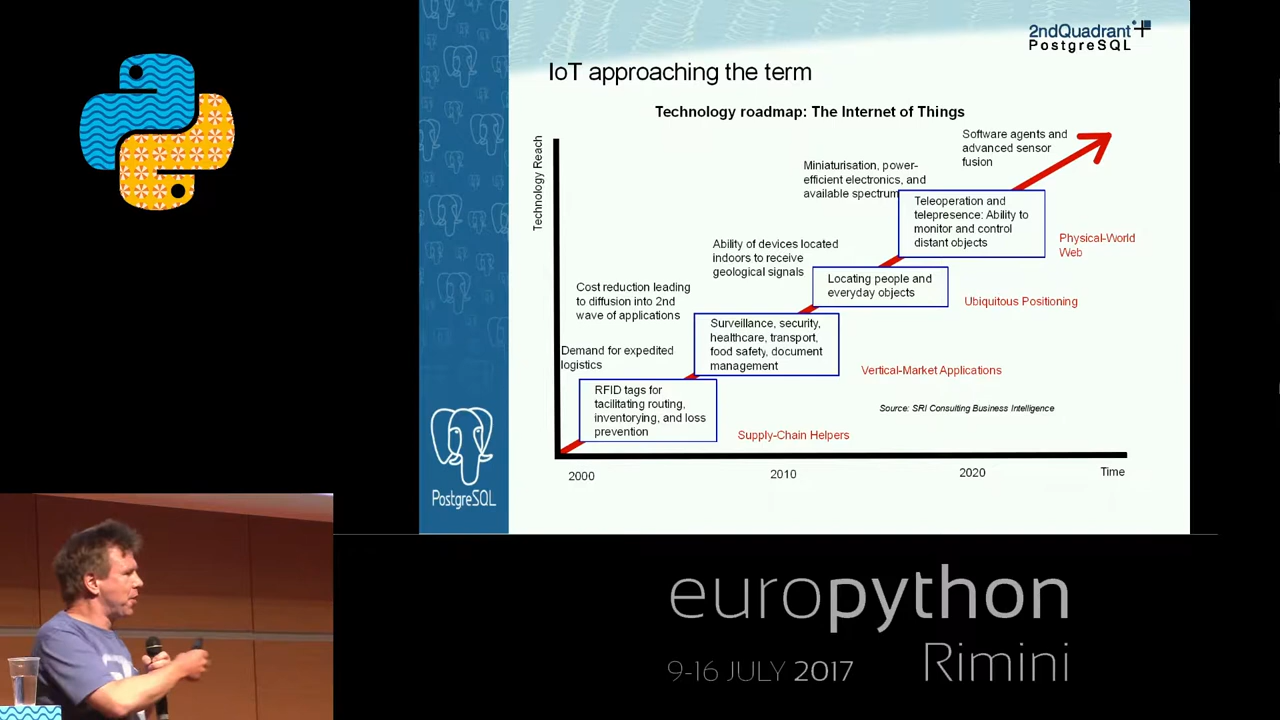 2ndQuadrant
PostgreSQL
IoT approaching the term
Technology roadmap: The Internet of Things
Technology Reach
Software agents and
advanced sensor
fusion
Miniaturisation, power-
efficient electronics, and
available spectrum
Teleoperation and
telepresence: Ability to
monitor and control
distant objects
Physical-World
Web
Ability of devices located
indoors to receive
geological signals
Locating people and
everyday objects
Ubiquitous Positioning
Cost reduction leading
to diffusion into 2nd
wave of applications
Surveillance, security,
healthcare, transport,
food safety, document
management
Vertical-Market Applications
Demand for expedited
logistics
RFID tags for
facilitating routing,
inventorying, and loss
prevention
Supply-Chain Helpers
Source: SRI Consulting Business Intelligence
2000
2010
2020
Time
PostgreSQL
europython
9-16 JULY 2017
Rimini